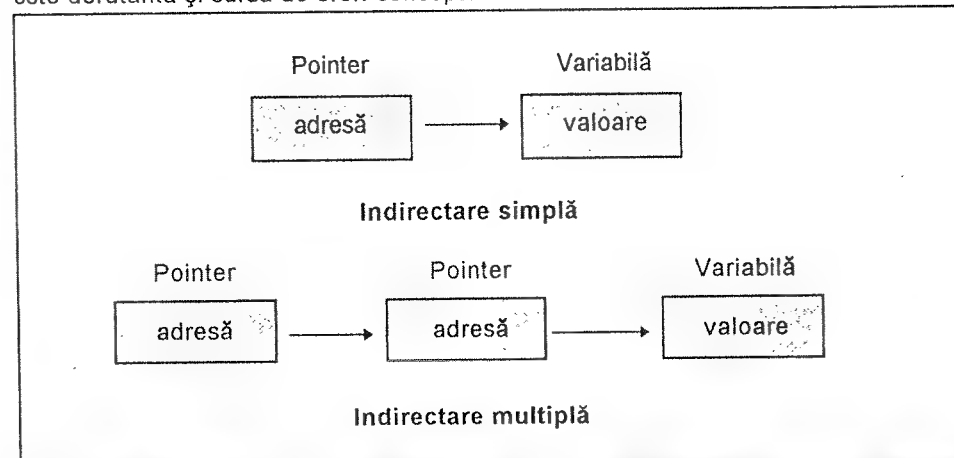 Pointer Variabilă
adresă valoare
Indirectare simplă
Pointer Pointer Variabilă
adresă adresă valoare
Indirectare multiplă